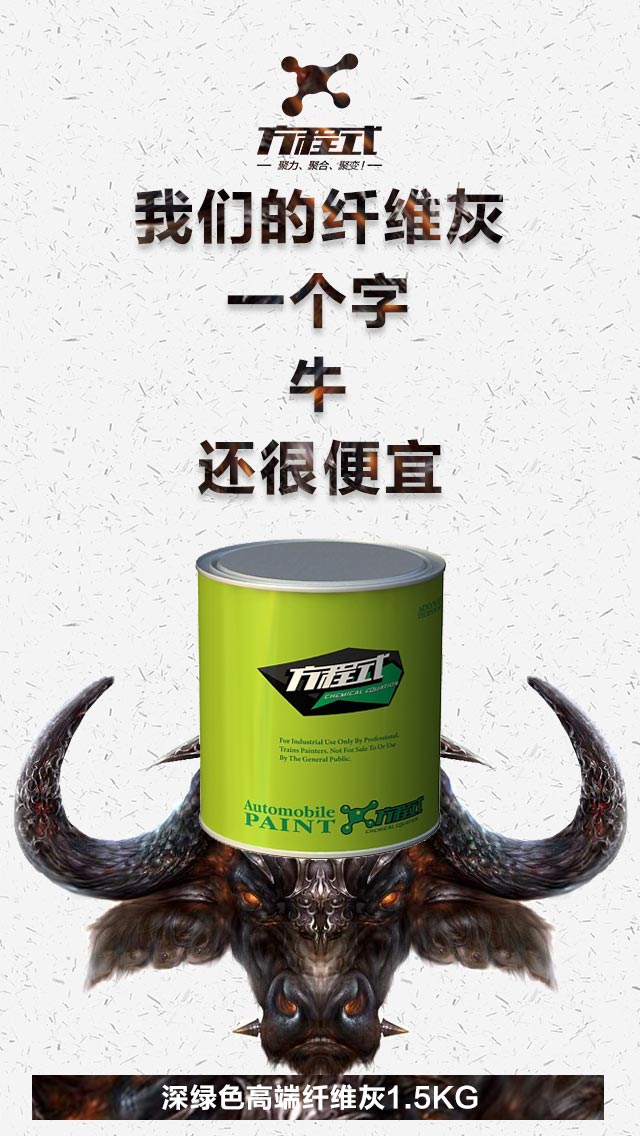 方程式
聚力、聚合、聚变！
我们的纤维灰
一个字
牛
还很便宜
方程式
CHEMICAL EQUATION
For Industrial Use Only By Professional.
Trains Painters. Not For Sale To Or Use
By The General Public.
Automobile
PAINT
方程式
CHEMICAL EQUATION
深绿色高端纤维灰1.5KG